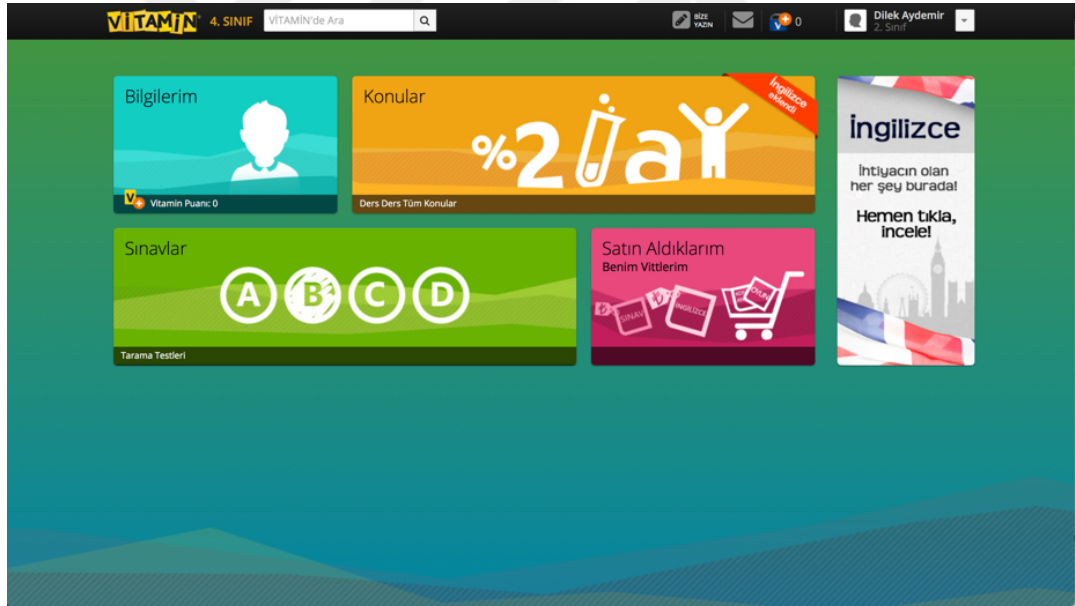 VİTAMİN 4. SINIF VİTAMİN'de Ara BİZE YAZIN 0 Dilek Aydemir
2. Sınıf
Bilgilerim
V
Vitamin Puanı: 0
Konular
İngilizce
eklendi
%2 a
Ders Ders Tüm Konular
İngilizce
İhtiyacın olan
her şey burada!
Hemen tıkla,
incele!
Sınavlar
A B C D
Tarama Testleri
Satın Aldıklarım
Benim Vittlerim
SINAV İNGİLİZCE OYUN